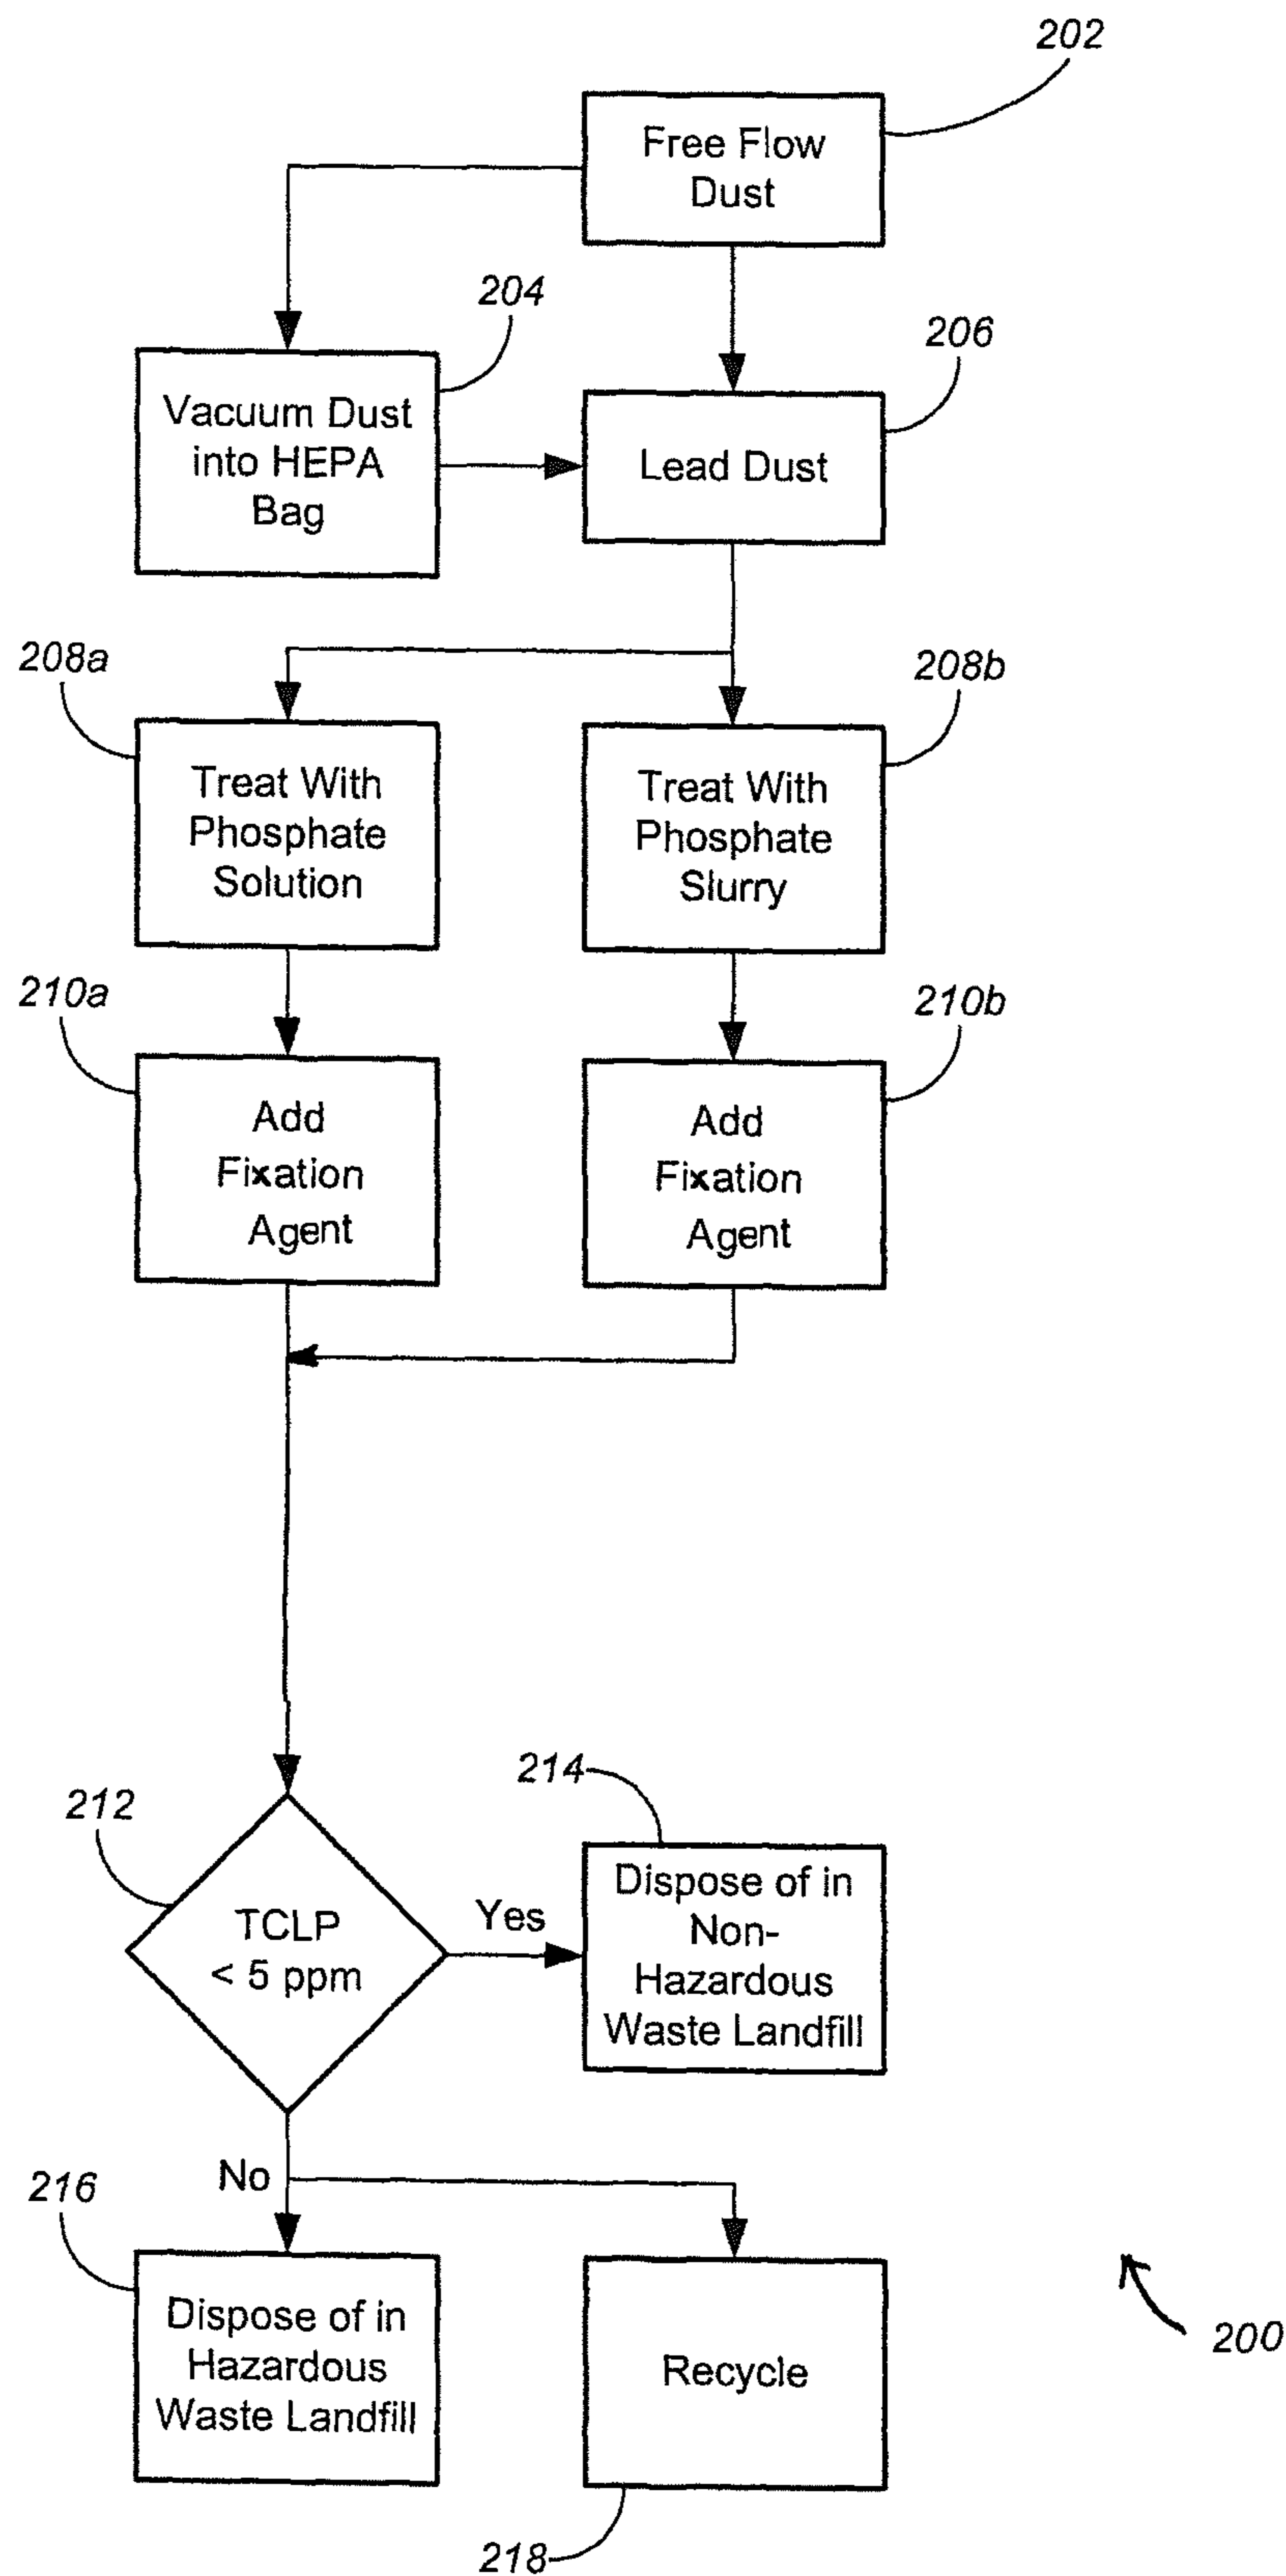 202
Free Flow
Dust
204
206
Vacuum Dust
into HEPA
Bag
Lead Dust
208a
208b
Treat With
Phosphate
Solution
Treat With
Phosphate
Slurry
210a
210b
Add
Fixation
Agent
Add
Fixation
Agent
212
214
TCLP
< 5 ppm
Yes
Dispose of in
Non-
Hazardous
Waste Landfill
No
216
Dispose of in
Hazardous
Waste Landfill
Recycle
200
218